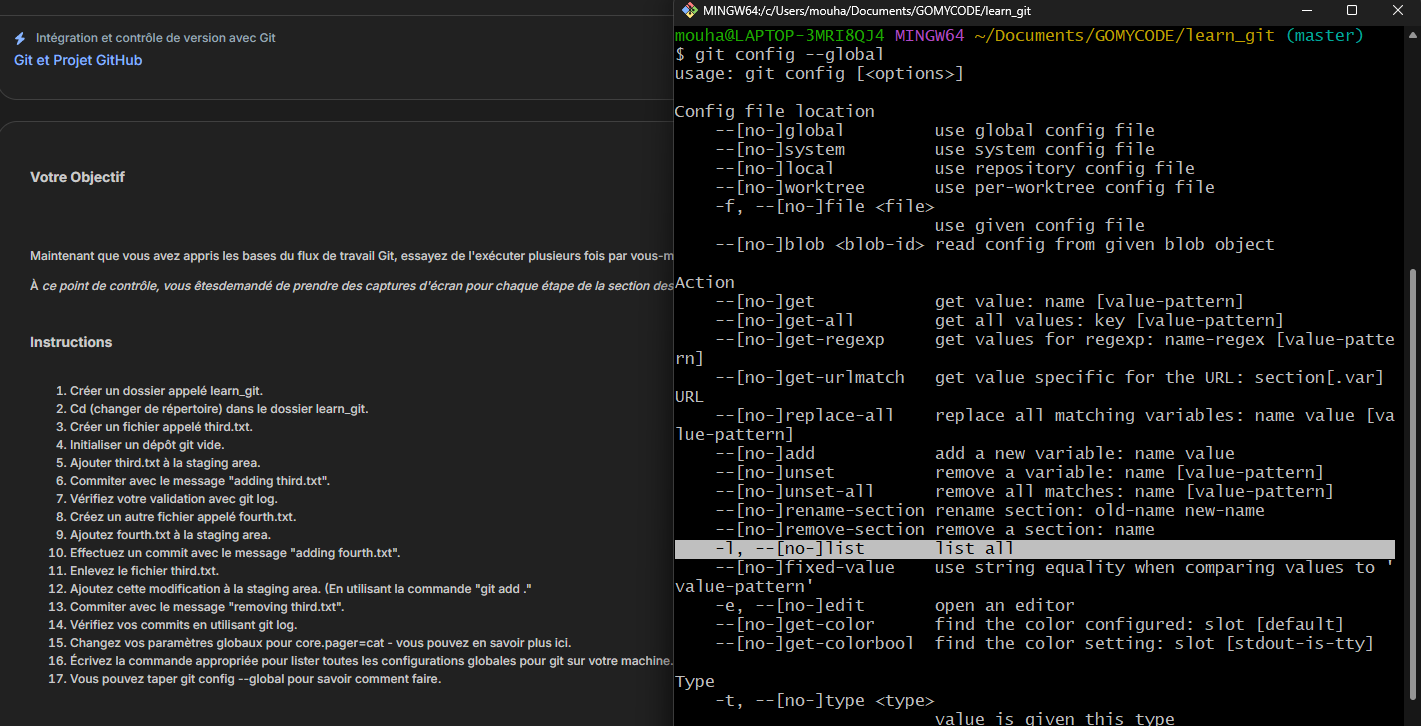 Intégration et contrôle de version avec Git
Git et Projet GitHub
Votre Objectif
Maintenant que vous avez appris les bases du flux de travail Git, essayez de l'exécuter plusieurs fois par vous-m
À ce point de contrôle, vous êtesdemandé de prendre des captures d'écran pour chaque étape de la section des
Instructions
1. Créer un dossier appelé learn_git.
2. Cd (changer de répertoire) dans le dossier learn_git.
3. Créer un fichier appelé third.txt.
4. Initialiser un dépôt git vide.
5. Ajouter third.txt à la staging area.
6. Commiter avec le message "adding third.txt".
7. Vérifiez votre validation avec git log.
8. Créez un autre fichier appelé fourth.txt.
9. Ajoutez fourth.txt à la staging area.
10. Effectuez un commit avec le message "adding fourth.txt".
11. Enlevez le fichier third.txt.
12. Ajoutez cette modification à la staging area. (En utilisant la commande "git add ."
13. Commiter avec le message "removing third.txt".
14. Vérifiez vos commits en utilisant git log.
15. Changez vos paramètres globaux pour core.pager=cat - vous pouvez en savoir plus ici.
16. Écrivez la commande appropriée pour lister toutes les configurations globales pour git sur votre machine.
17. Vous pouvez taper git config --global pour savoir comment faire.
MINGW64:/c/Users/mouha/Documents/GOMYCODE/learn_git
mouha@LAPTOP-3MRI8QJ4 MINGW64 ~/Documents/GOMYCODE/learn_git (master)
$ git config --global
usage: git config [<options>]
Config file location
--[no-]global use global config file
--[no-]system use system config file
--[no-]local use repository config file
--[no-]worktree use per-worktree config file
-f, --[no-]file <file>
use given config file
--[no-]blob <blob-id> read config from given blob object
Action
--[no-]get get value: name [value-pattern]
--[no-]get-all get all values: key [value-pattern]
--[no-]get-regexp get values for regexp: name-regex [value-patte
rn]
--[no-]get-urlmatch get value specific for the URL: section[.var]
URL
--[no-]replace-all replace all matching variables: name value [va
lue-pattern]
--[no-]add add a new variable: name value
--[no-]unset remove a variable: name [value-pattern]
--[no-]unset-all remove all matches: name [value-pattern]
--[no-]rename-section rename section: old-name new-name
--[no-]remove-section remove a section: name
-l, --[no-]list list all
--[no-]fixed-value use string equality when comparing values to '
value-pattern'
-e, --[no-]edit open an editor
--[no-]get-color find the color configured: slot [default]
--[no-]get-colorbool find the color setting: slot [stdout-is-tty]
Type
-t, --[no-]type <type>
value is given this type